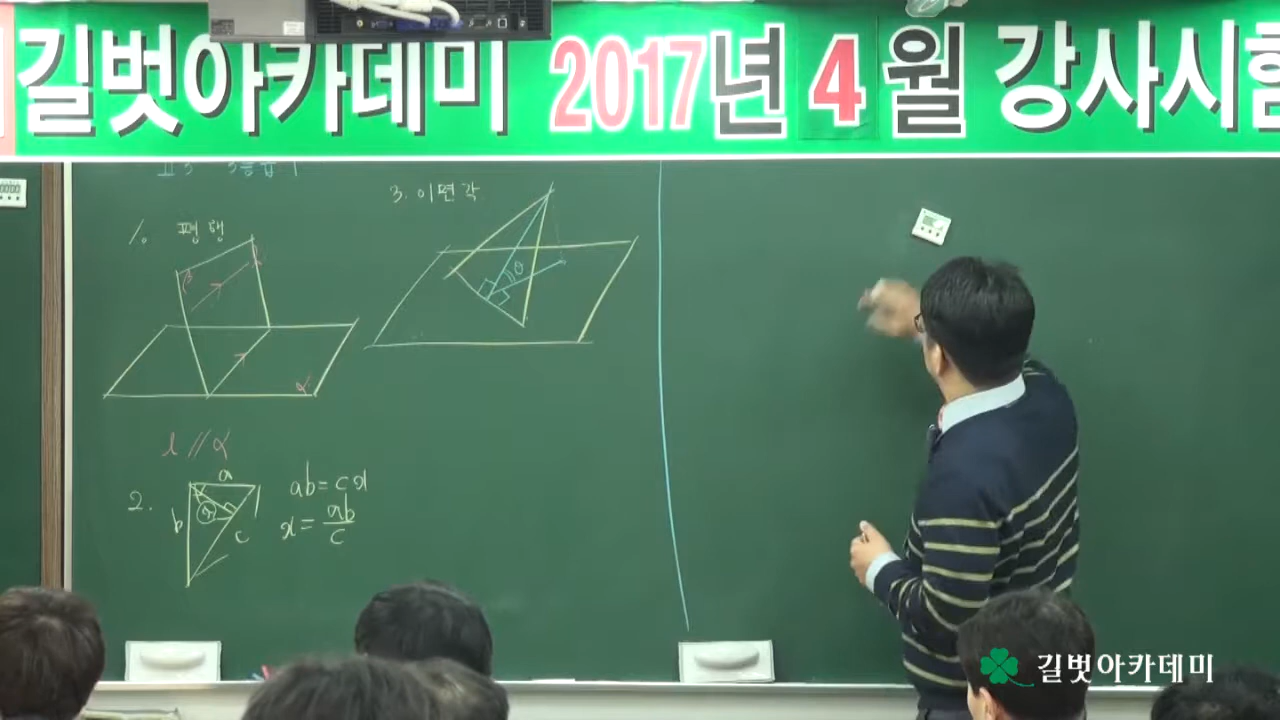 길벗아카데미 2017년 4월 강사시험
3. 이면각
1. 평행
β
l
θ
α
l // α
2.
a
b
x
c
ab = cx
x = ab/c
길벗아카데미